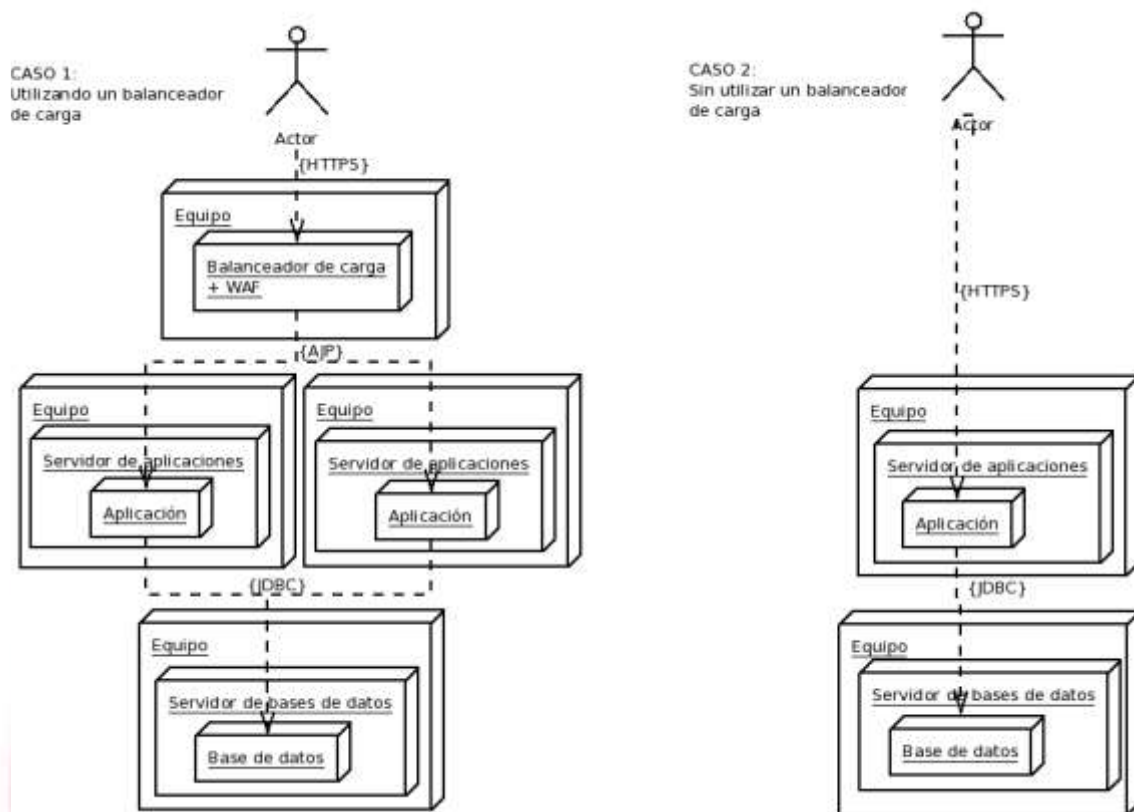 CASO 1:
Utilizando un balanceador
de carga
Actor
{HTTPS}
Equipo
Balanceador de carga
+ WAF
{AJP}
Equipo
Servidor de aplicaciones
Aplicación
Equipo
Servidor de aplicaciones
Aplicación
{JDBC}
Equipo
Servidor de bases de datos
Base de datos
CASO 2:
Sin utilizar un balanceador
de carga
Actor
{HTTPS}
Equipo
Servidor de aplicaciones
Aplicación
{JDBC}
Equipo
Servidor de bases de datos
Base de datos